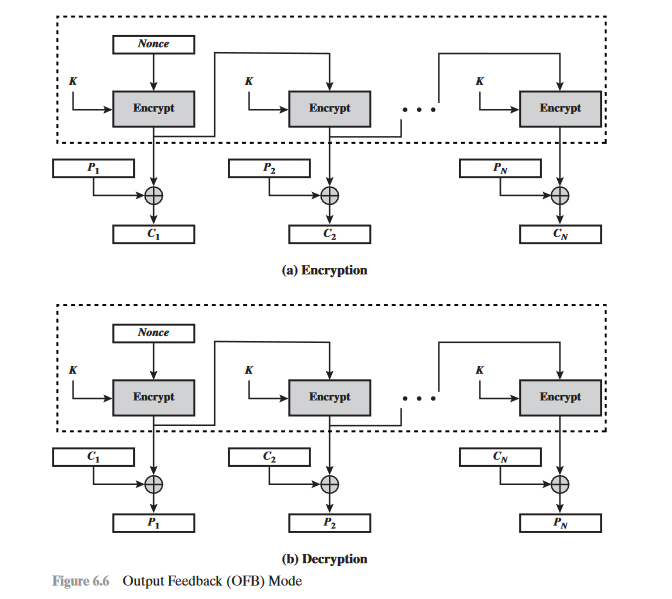 Nonce
K K K
Encrypt Encrypt Encrypt
P1 P2 PN
C1 C2 CN
(a) Encryption
Nonce
K K K
Encrypt Encrypt Encrypt
C1 C2 CN
P1 P2 PN
(b) Decryption
Figure 6.6 Output Feedback (OFB) Mode